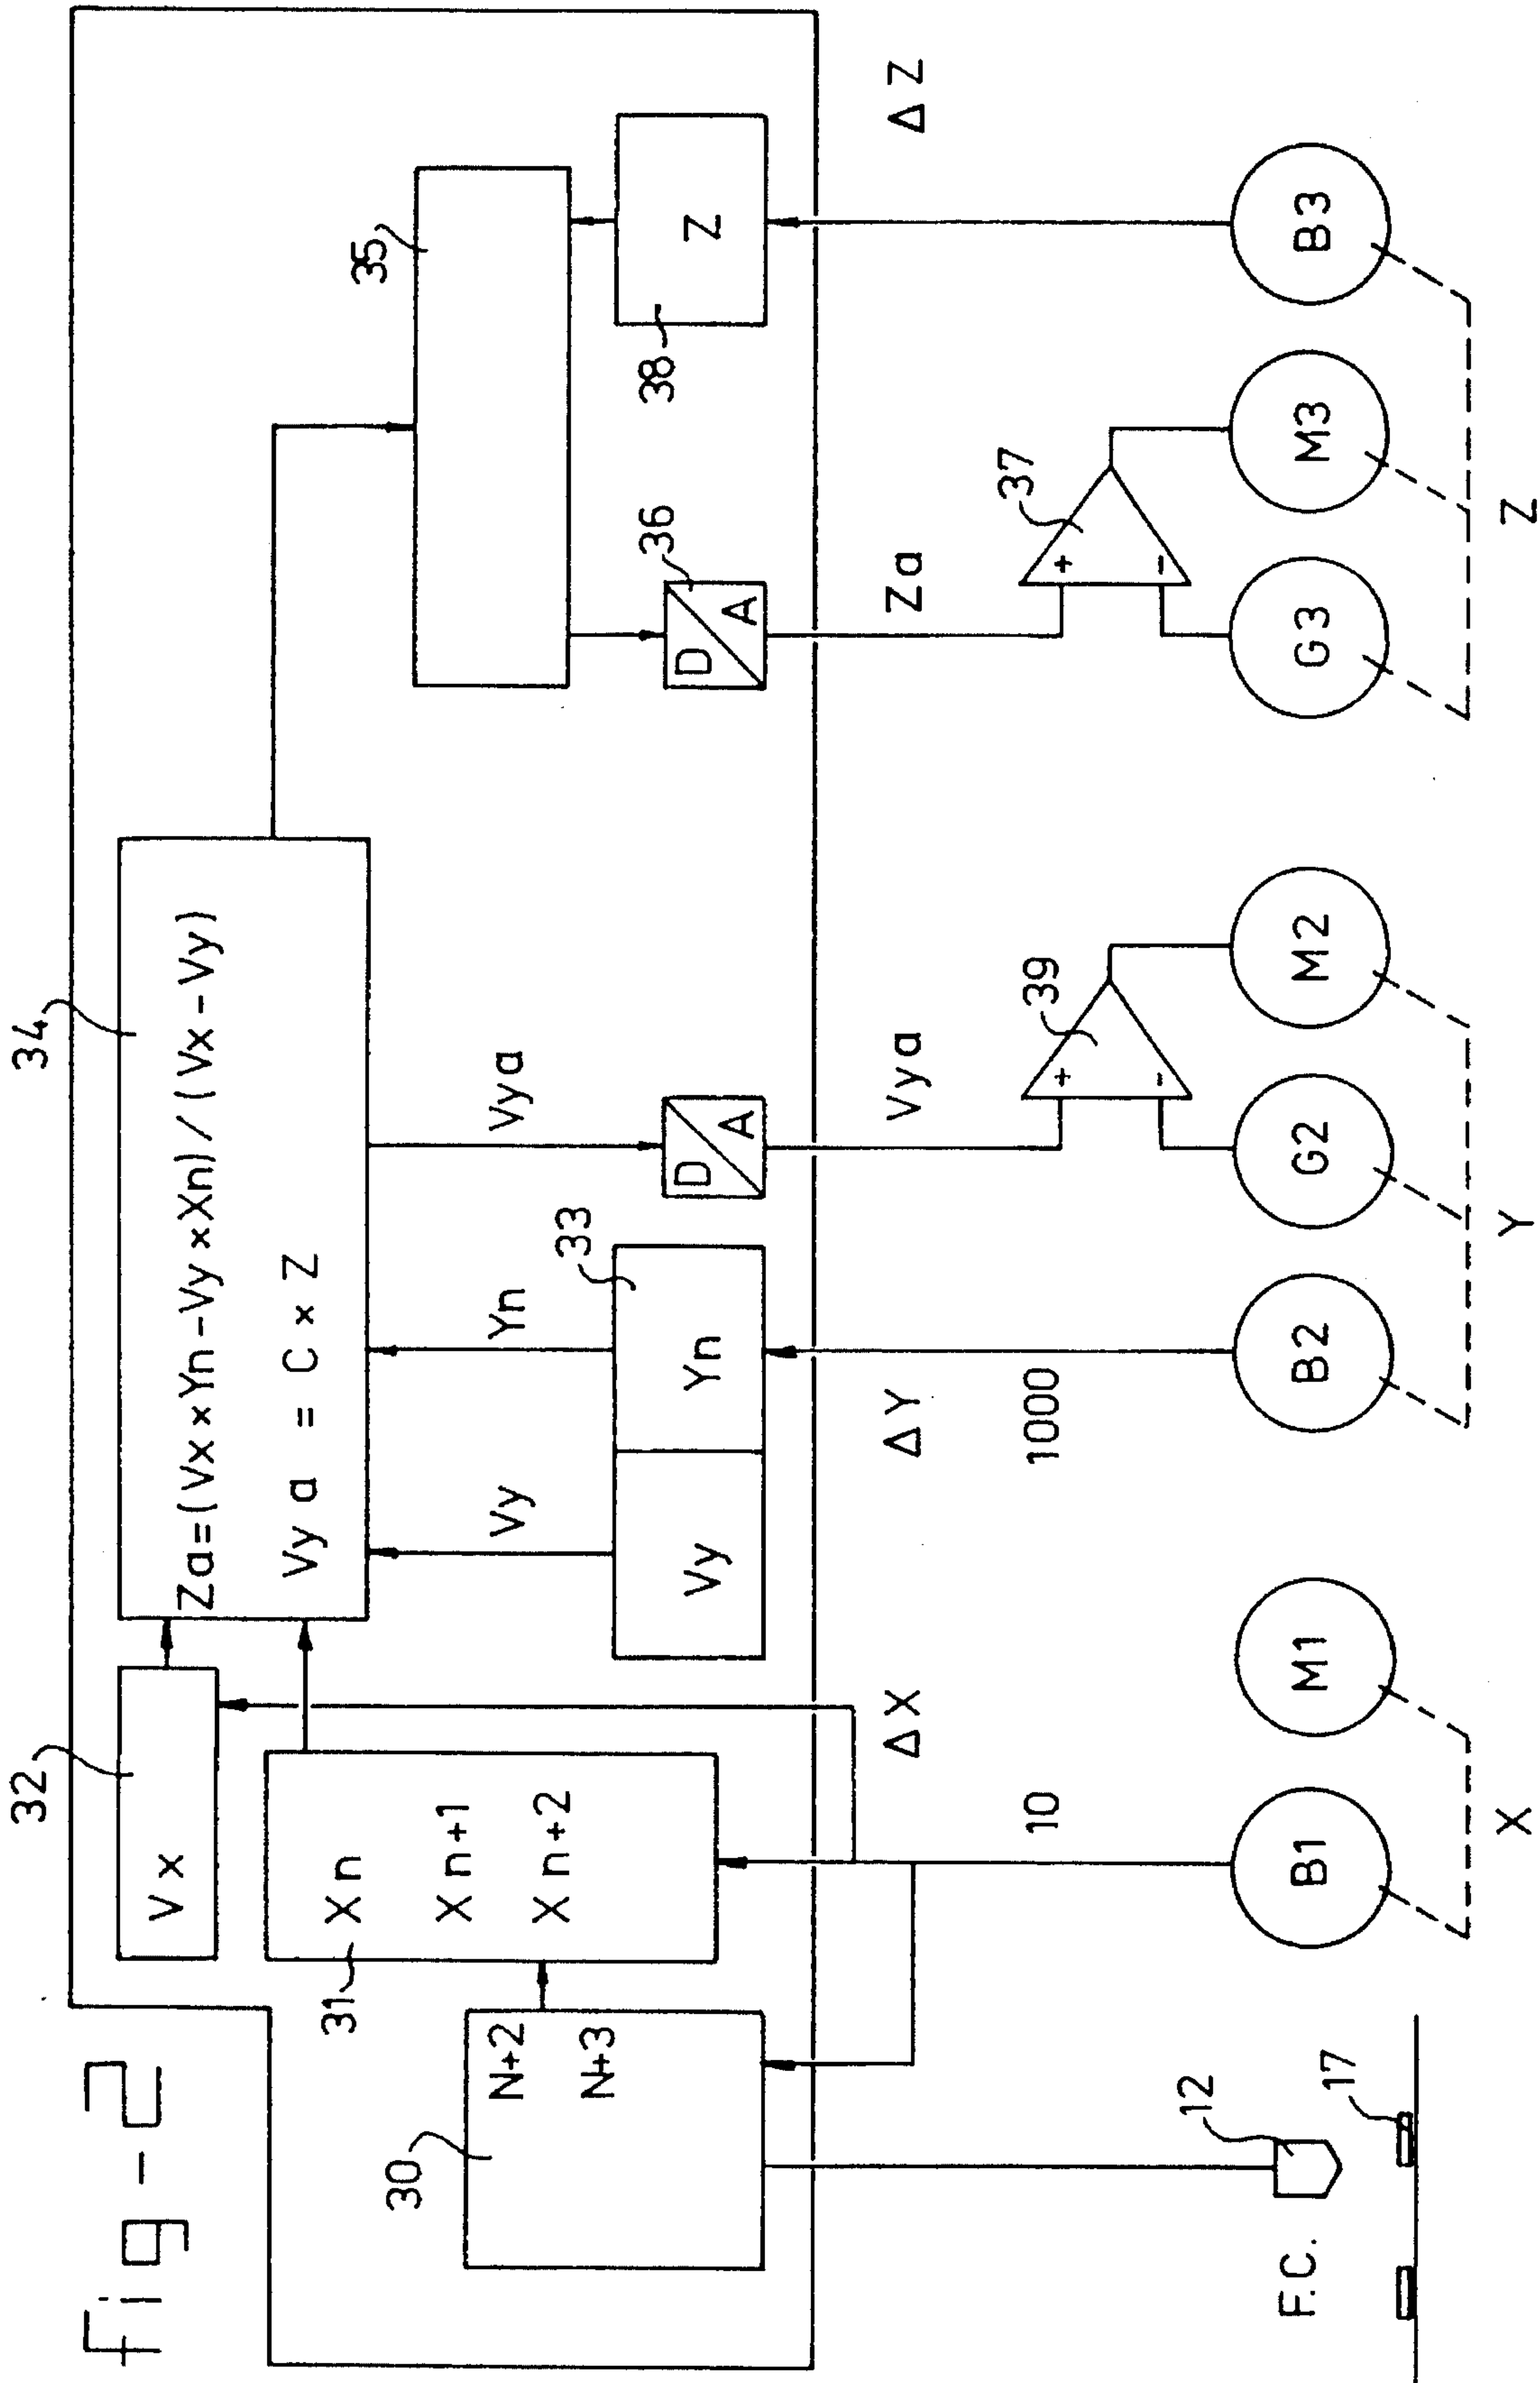 Fig-2
32
34
Vx
Za=(Vx×Yn-Vy×Xn)/(Vx-Vy)
Vya = C×Z
31
Xn
Xn+1
Xn+2
30
N+2
N+3
Vy
Yn
Vya
35
33
Vy
Yn
D
A
36
D
A
38
Z
ΔX
ΔY
Vya
Za
ΔZ
10
1000
39
+
-
37
+
-
F.C.
12
17
B1
M1
B2
G2
M2
G3
M3
B3
X
Y
Z